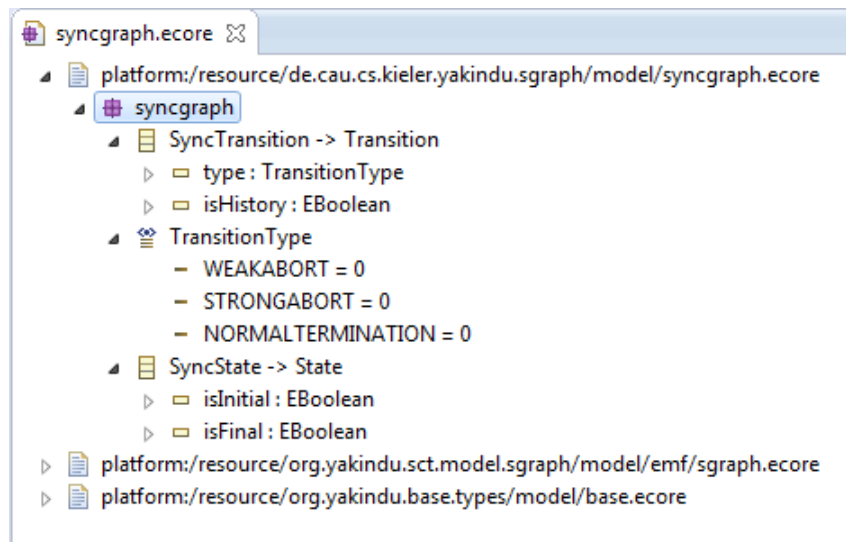 syncgraph.ecore
platform:/resource/de.cau.cs.kieler.yakindu.sgraph/model/syncgraph.ecore
syncgraph
SyncTransition -> Transition
type : TransitionType
isHistory : EBoolean
TransitionType
WEAKABORT = 0
STRONGABORT = 0
NORMALTERMINATION = 0
SyncState -> State
isInitial : EBoolean
isFinal : EBoolean
platform:/resource/org.yakindu.sct.model.sgraph/model/emf/sgraph.ecore
platform:/resource/org.yakindu.base.types/model/base.ecore